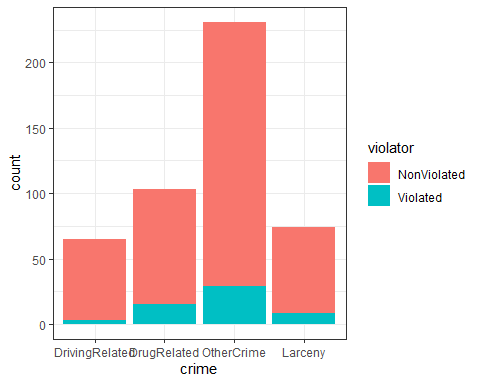 200
150
100
50
0
count
DrivingRelated DrugRelated OtherCrime Larceny
crime
violator
NonViolated
Violated